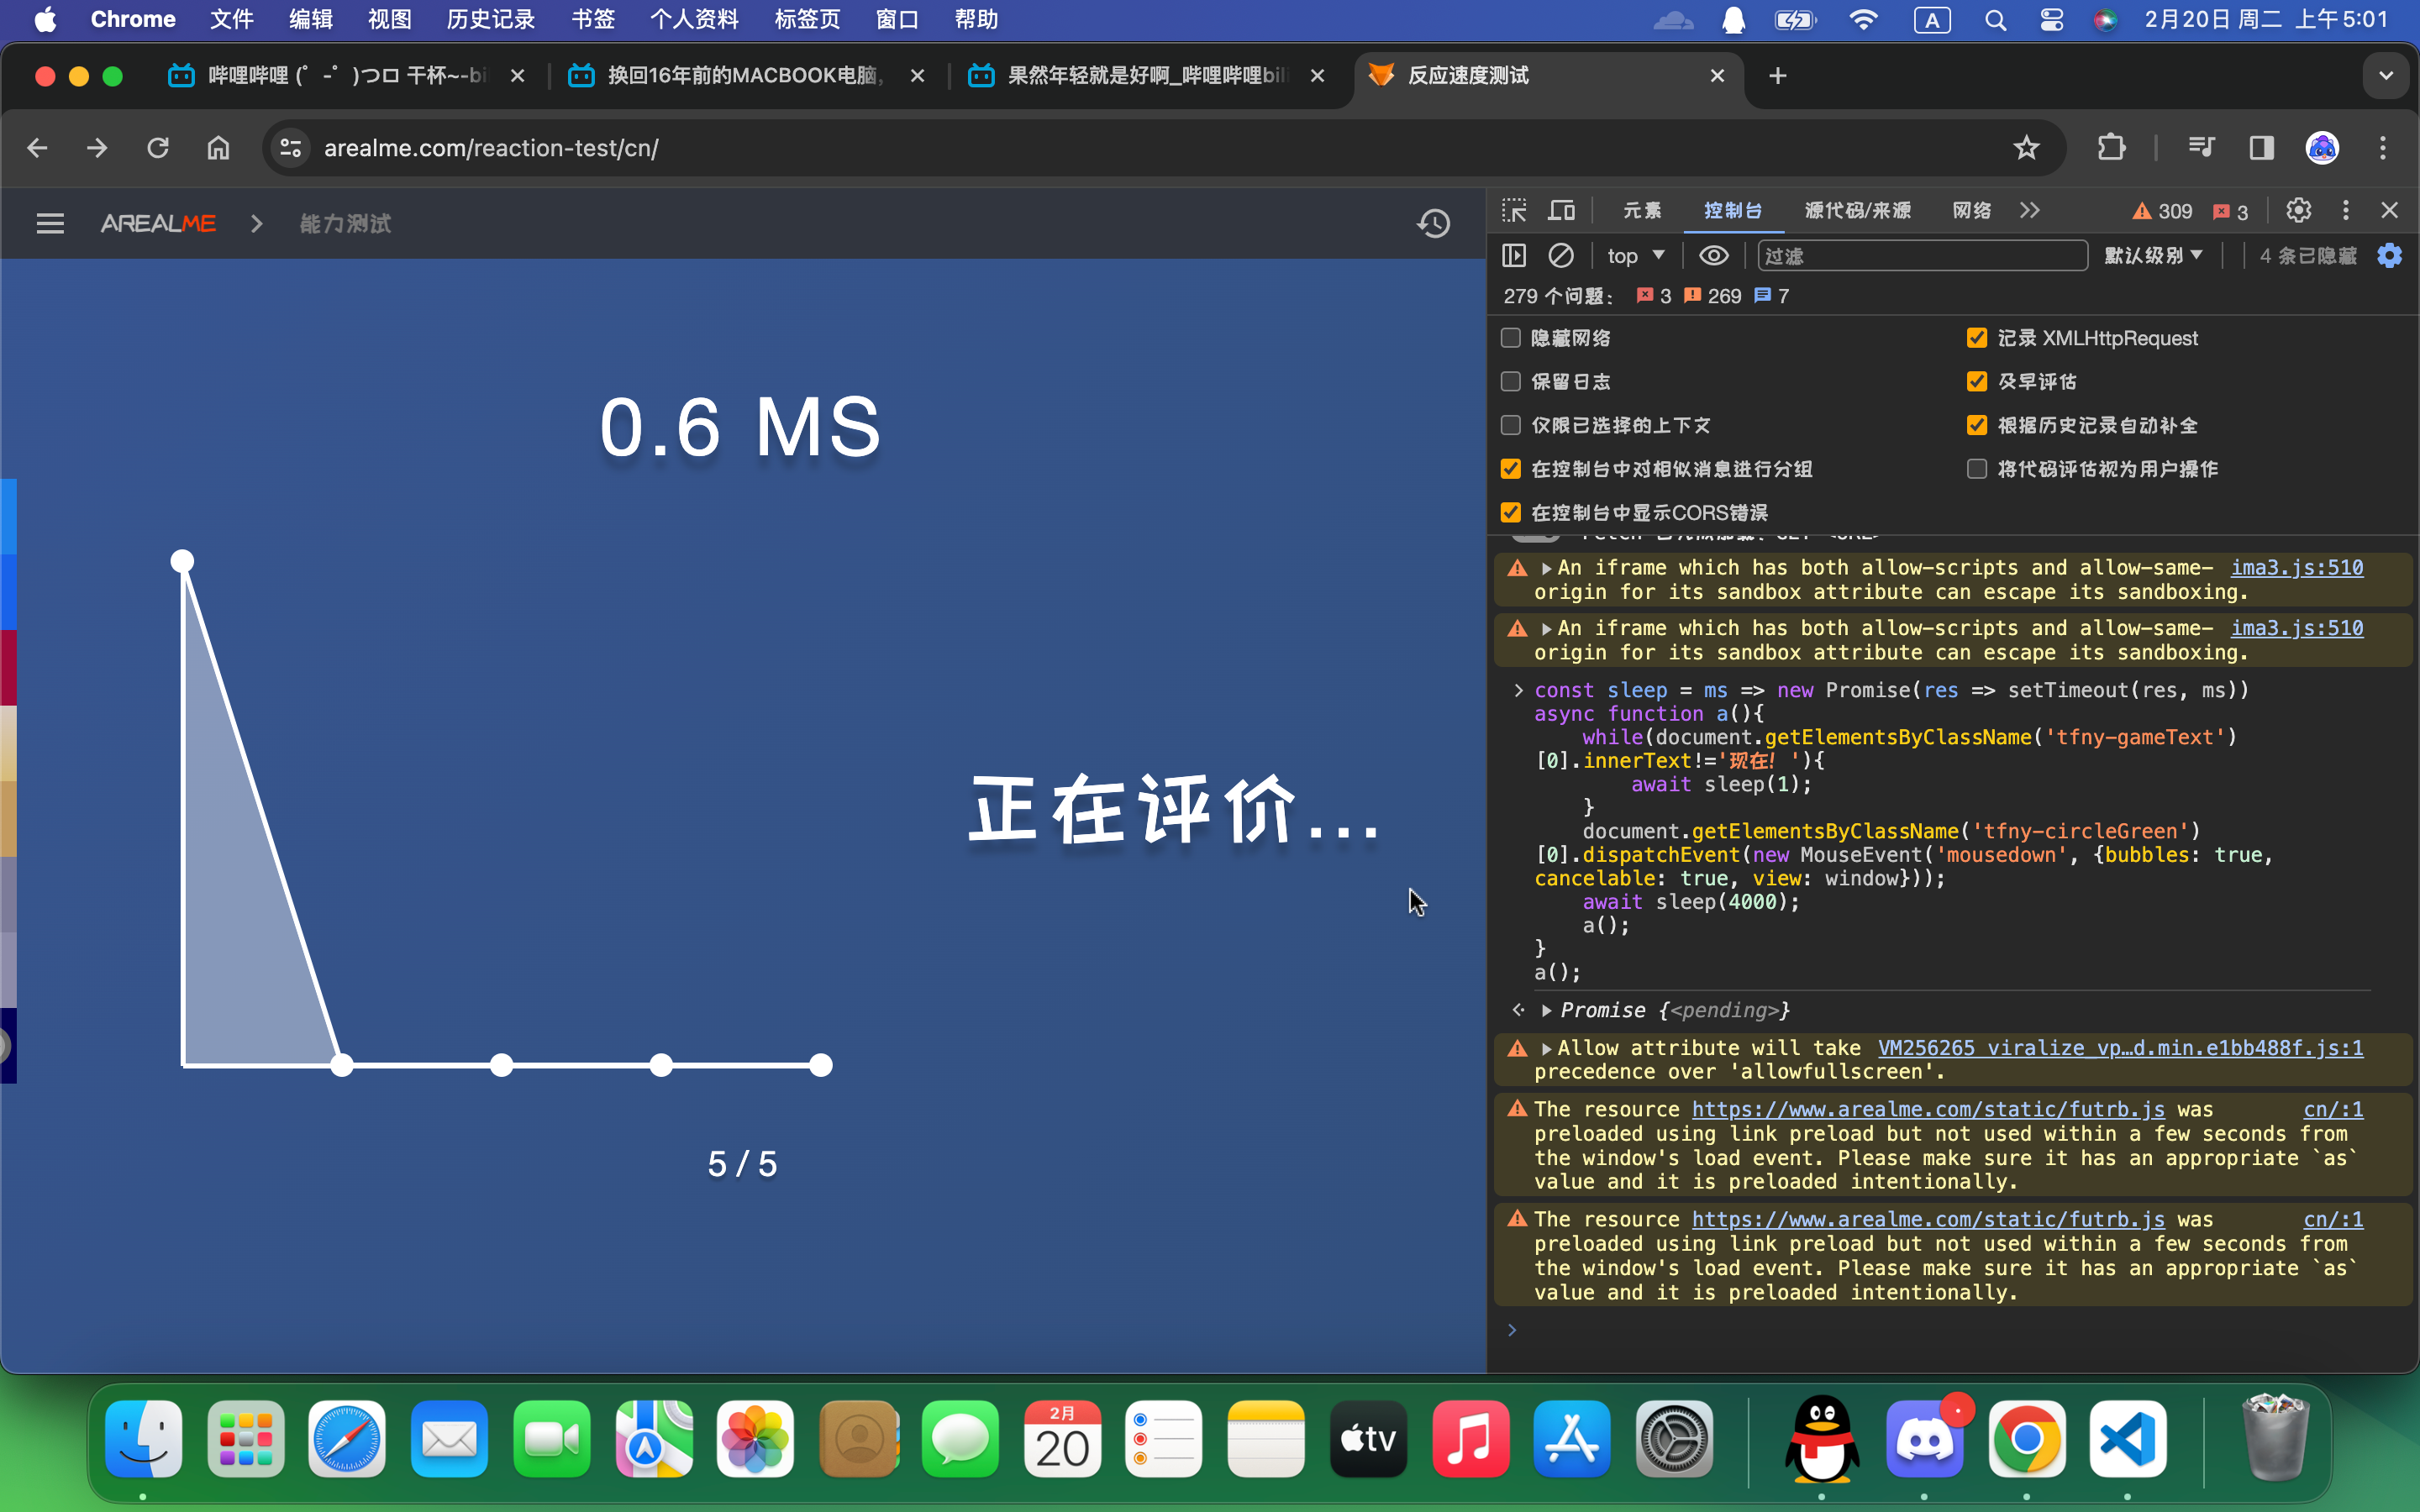 Chrome 文件 编辑 视图 历史记录 书签 个人资料 标签页 窗口 帮助 A 2月20日 周二 上午5:01
哔哩哔哩 (゜-゜)つロ 干杯~-bi 换回16年前的MACBOOK电脑, 果然年轻就是好啊_哔哩哔哩bili 反应速度测试
arealme.com/reaction-test/cn/
AREALME 能力测试
0.6 MS
正在评价...
5 / 5
元素 控制台 源代码/来源 网络 309 3
top 过滤 默认级别 4 条已隐藏
279 个问题: 3 269 7
隐藏网络 记录 XMLHttpRequest
保留日志 及早评估
仅限已选择的上下文 根据历史记录自动补全
在控制台中对相似消息进行分组 将代码评估视为用户操作
在控制台中显示CORS错误
An iframe which has both allow-scripts and allow-same- ima3.js:510
origin for its sandbox attribute can escape its sandboxing.
An iframe which has both allow-scripts and allow-same- ima3.js:510
origin for its sandbox attribute can escape its sandboxing.
const sleep = ms => new Promise(res => setTimeout(res, ms))
async function a(){
while(document.getElementsByClassName('tfny-gameText')
[0].innerText!='现在！'){
await sleep(1);
}
document.getElementsByClassName('tfny-circleGreen')
[0].dispatchEvent(new MouseEvent('mousedown', {bubbles: true,
cancelable: true, view: window}));
await sleep(4000);
a();
}
a();
Promise {<pending>}
Allow attribute will take VM256265 viralize_vp…d.min.e1bb488f.js:1
precedence over 'allowfullscreen'.
The resource https://www.arealme.com/static/futrb.js was cn/:1
preloaded using link preload but not used within a few seconds from
the window's load event. Please make sure it has an appropriate `as`
value and it is preloaded intentionally.
The resource https://www.arealme.com/static/futrb.js was cn/:1
preloaded using link preload but not used within a few seconds from
the window's load event. Please make sure it has an appropriate `as`
value and it is preloaded intentionally.
2月
20
tv